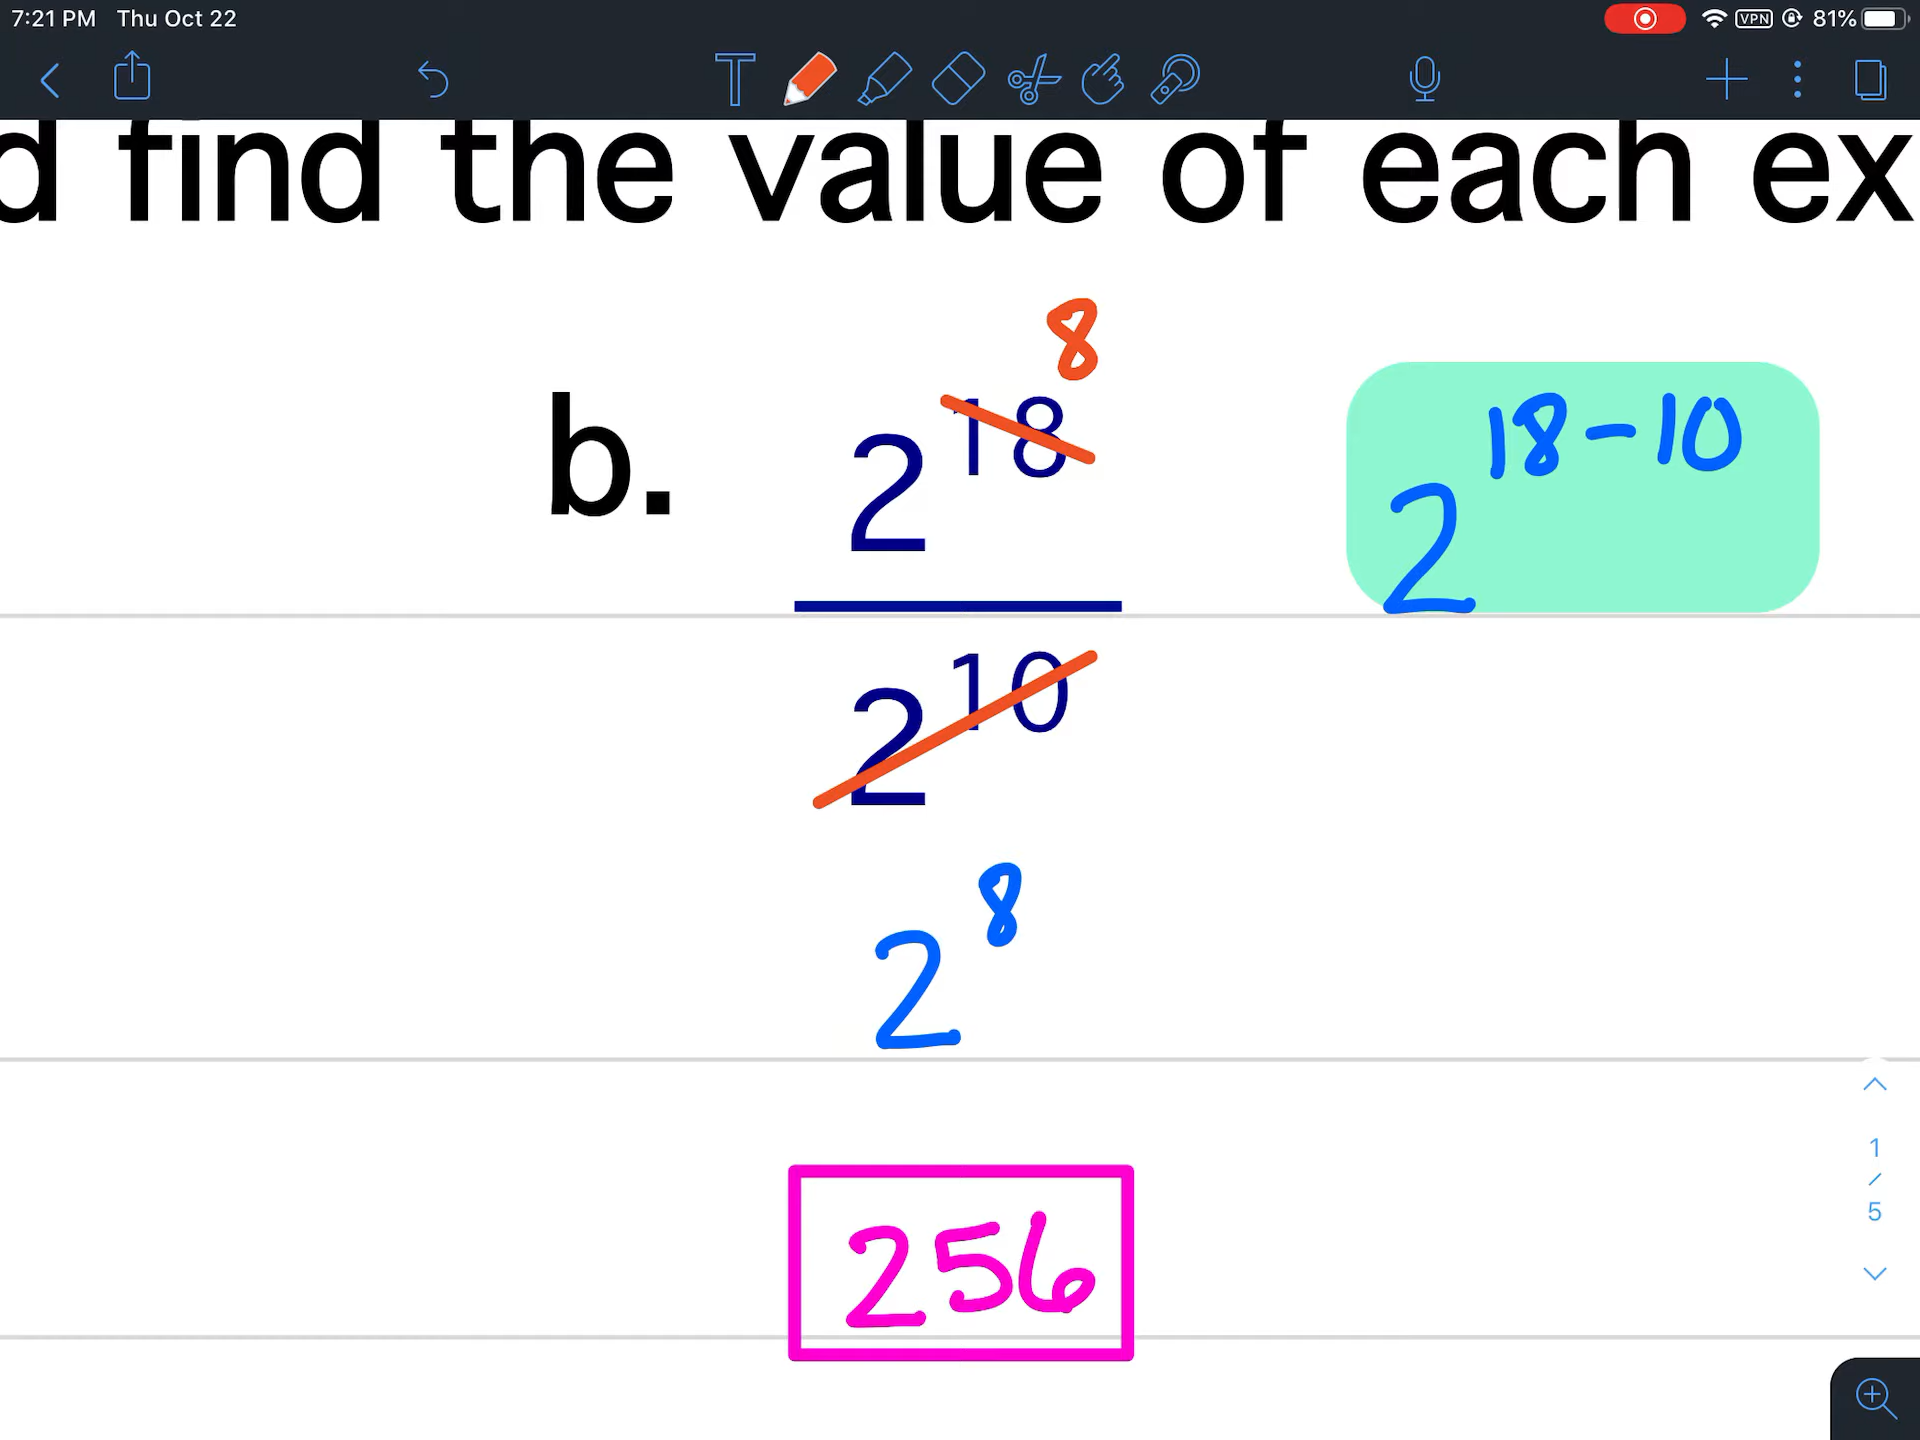 7:21 PM Thu Oct 22
VPN 81%
d find the value of each ex
8
b. 2^18
2^18-10
2^10
2^8
256
1
/
5